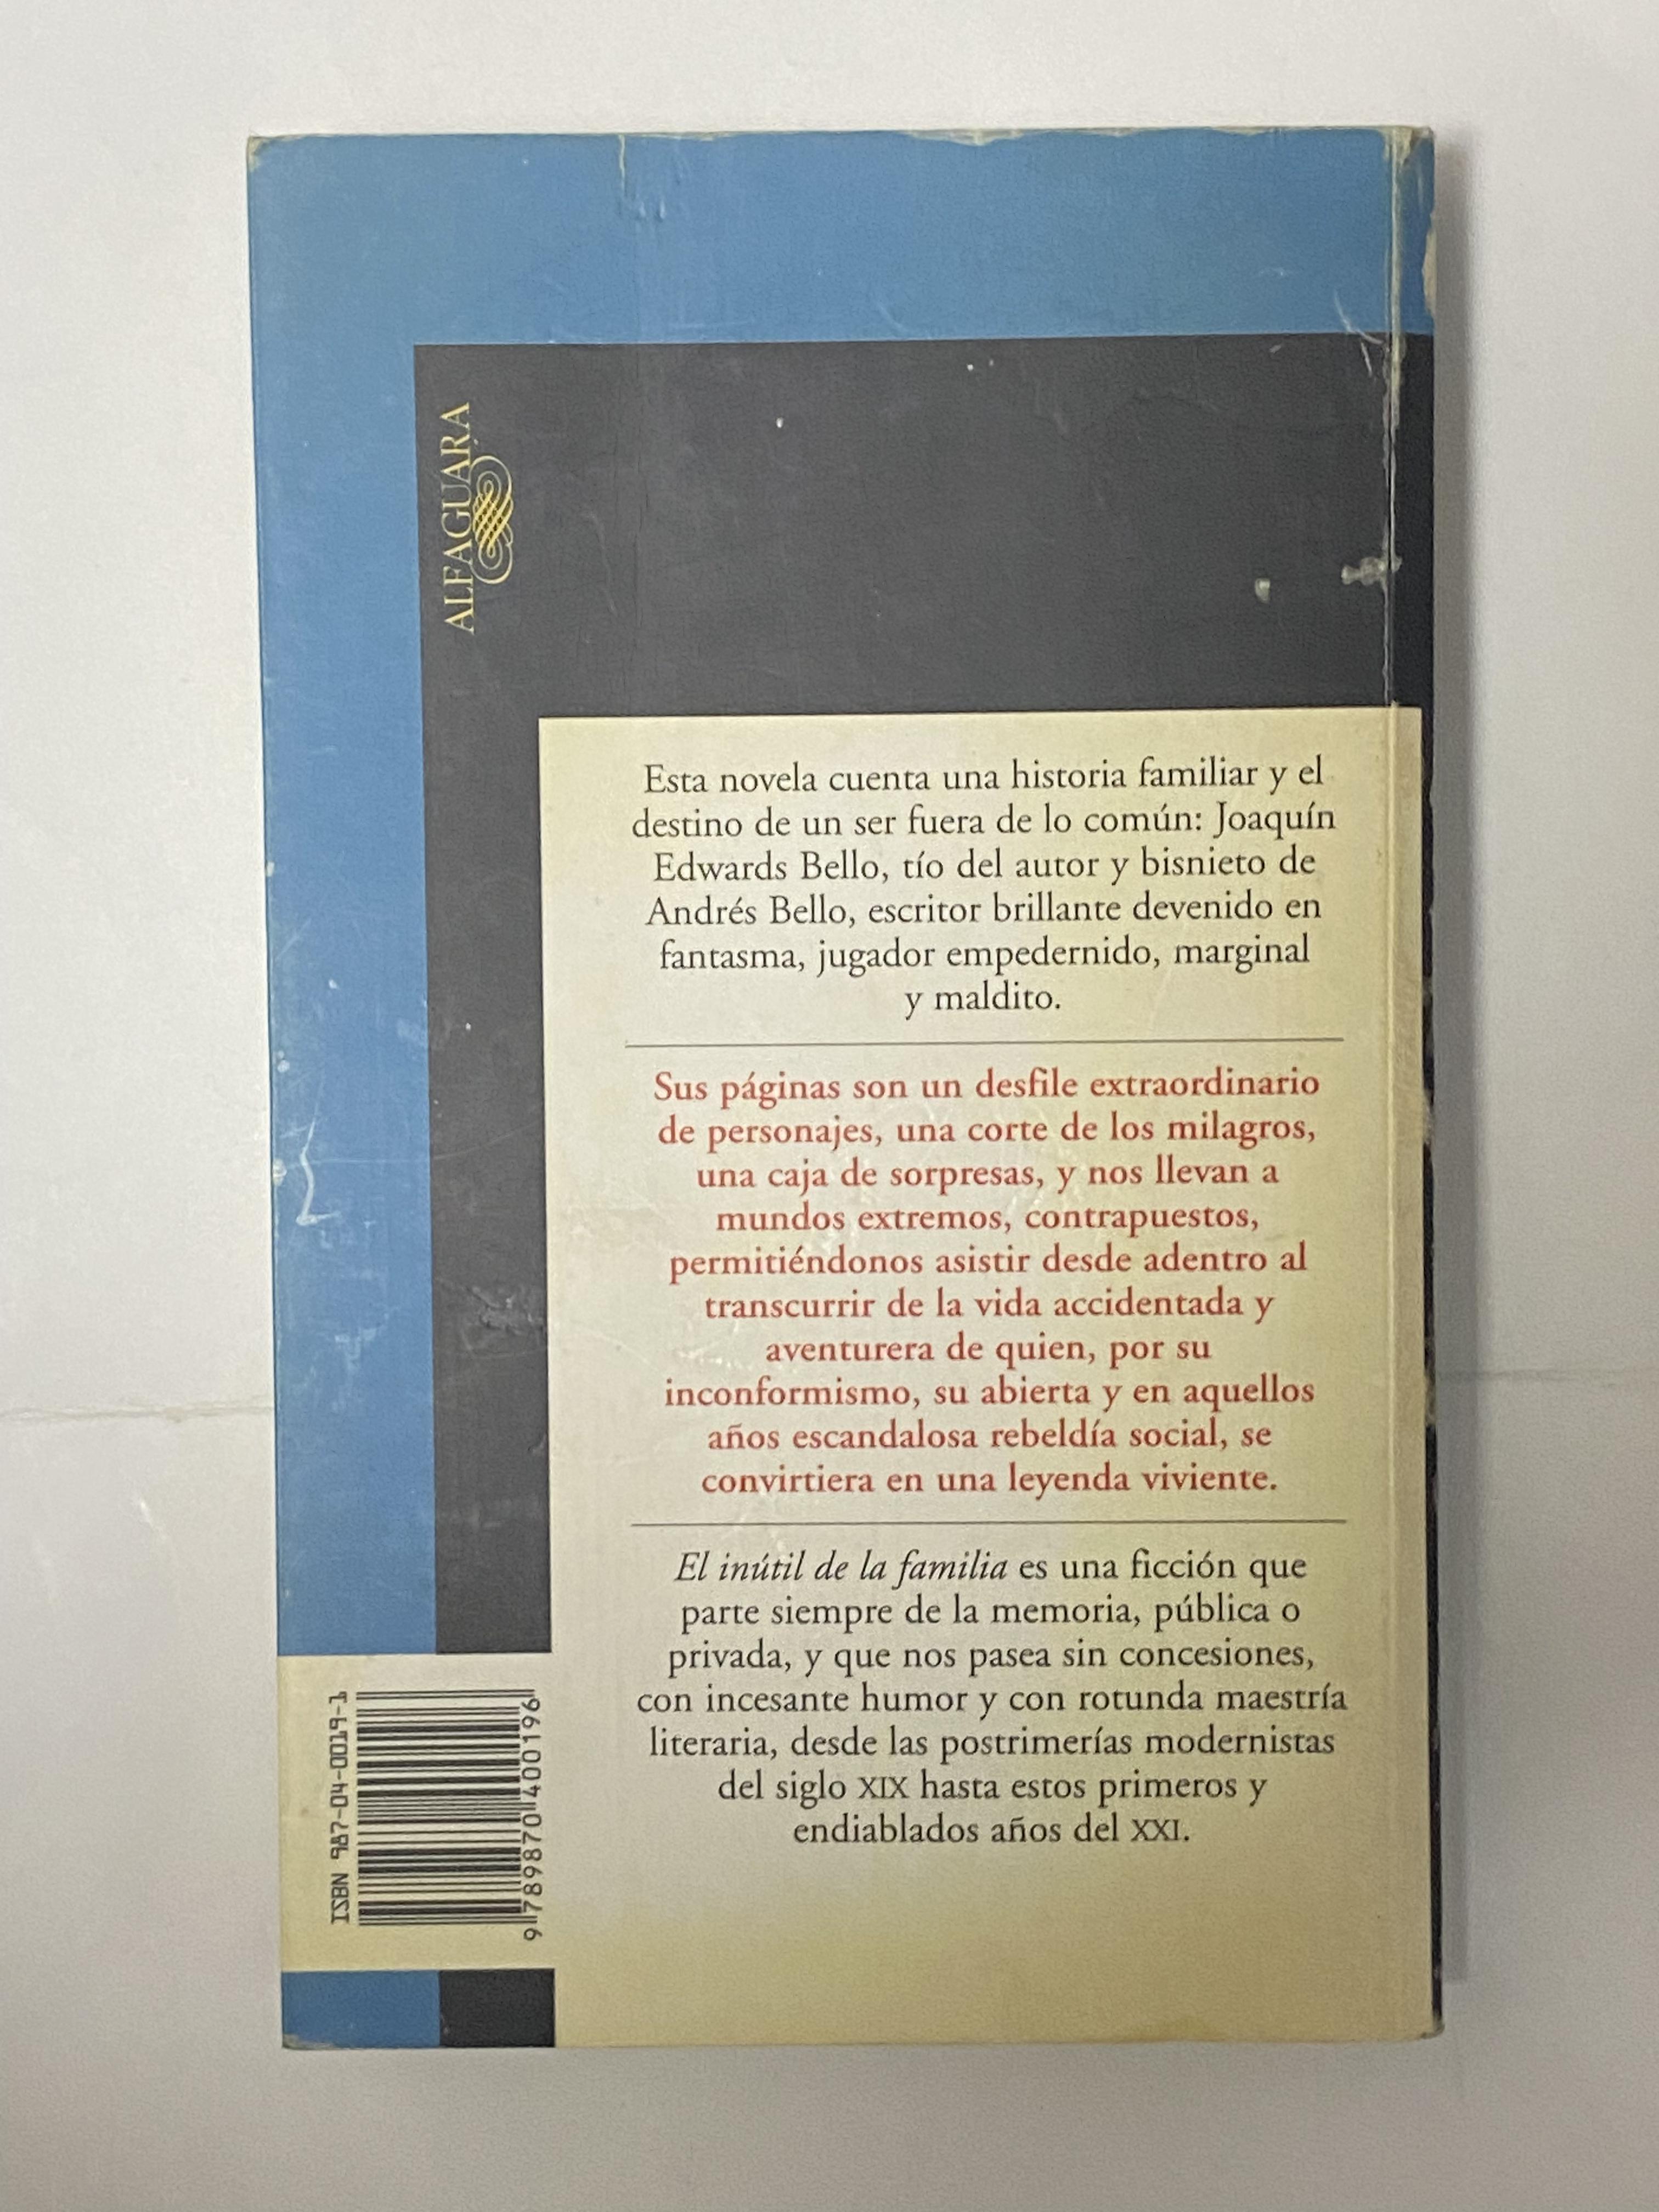 ALFAGUARA
Esta novela cuenta una historia familiar y el
destino de un ser fuera de lo común: Joaquín
Edwards Bello, tío del autor y bisnieto de
Andrés Bello, escritor brillante devenido en
fantasma, jugador empedernido, marginal
y maldito.
Sus páginas son un desfile extraordinario
de personajes, una corte de los milagros,
una caja de sorpresas, y nos llevan a
mundos extremos, contrapuestos,
permitiéndonos asistir desde adentro al
transcurrir de la vida accidentada y
aventurera de quien, por su
inconformismo, su abierta y en aquellos
años escandalosa rebeldía social, se
convirtiera en una leyenda viviente.
El inútil de la familia es una ficción que
parte siempre de la memoria, pública o
privada, y que nos pasea sin concesiones,
con incesante humor y con rotunda maestría
literaria, desde las postrimerías modernistas
del siglo XIX hasta estos primeros y
endiablados años del XXI.
ISBN 987-04-0019-1
9 789870 400196